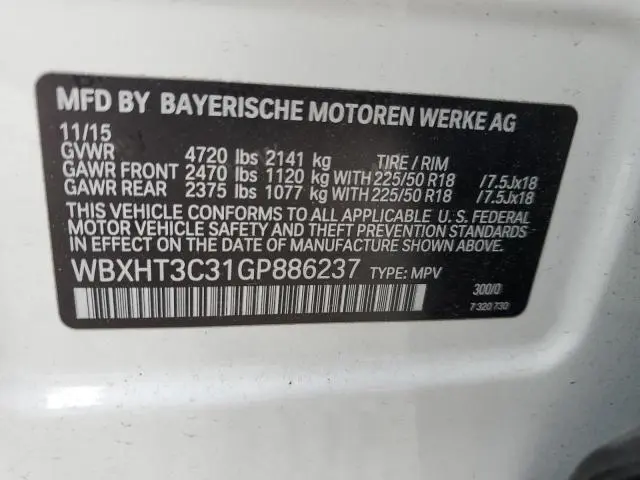 MFD BY BAYERISCHE MOTOREN WERKE AG
11/15
GVWR 4720 lbs 2141 kg TIRE / RIM
GAWR FRONT 2470 lbs 1120 kg WITH 225/50 R18 /7.5Jx18
GAWR REAR 2375 lbs 1077 kg WITH 225/50 R18 /7.5Jx18
THIS VEHICLE CONFORMS TO ALL APPLICABLE U. S. FEDERAL
MOTOR VEHICLE SAFETY AND THEFT PREVENTION STANDARDS
IN EFFECT ON THE DATE OF MANUFACTURE SHOWN ABOVE.
WBXHT3C31GP886237 TYPE: MPV
300/0
7 320 730